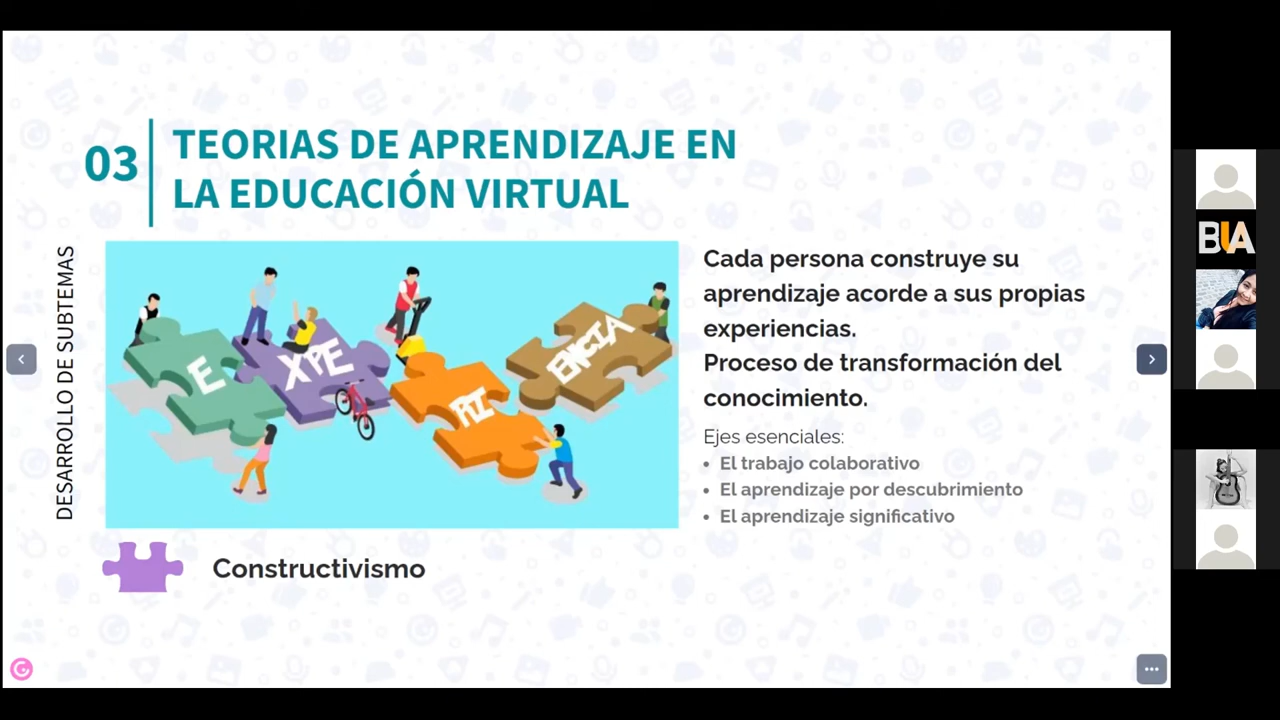 03
TEORIAS DE APRENDIZAJE EN
LA EDUCACIÓN VIRTUAL
DESARROLLO DE SUBTEMAS
E
XPE
RI
ENCIA
Cada persona construye su
aprendizaje acorde a sus propias
experiencias.
Proceso de transformación del
conocimiento.
Ejes esenciales:
• El trabajo colaborativo
• El aprendizaje por descubrimiento
• El aprendizaje significativo
Constructivismo
BUA